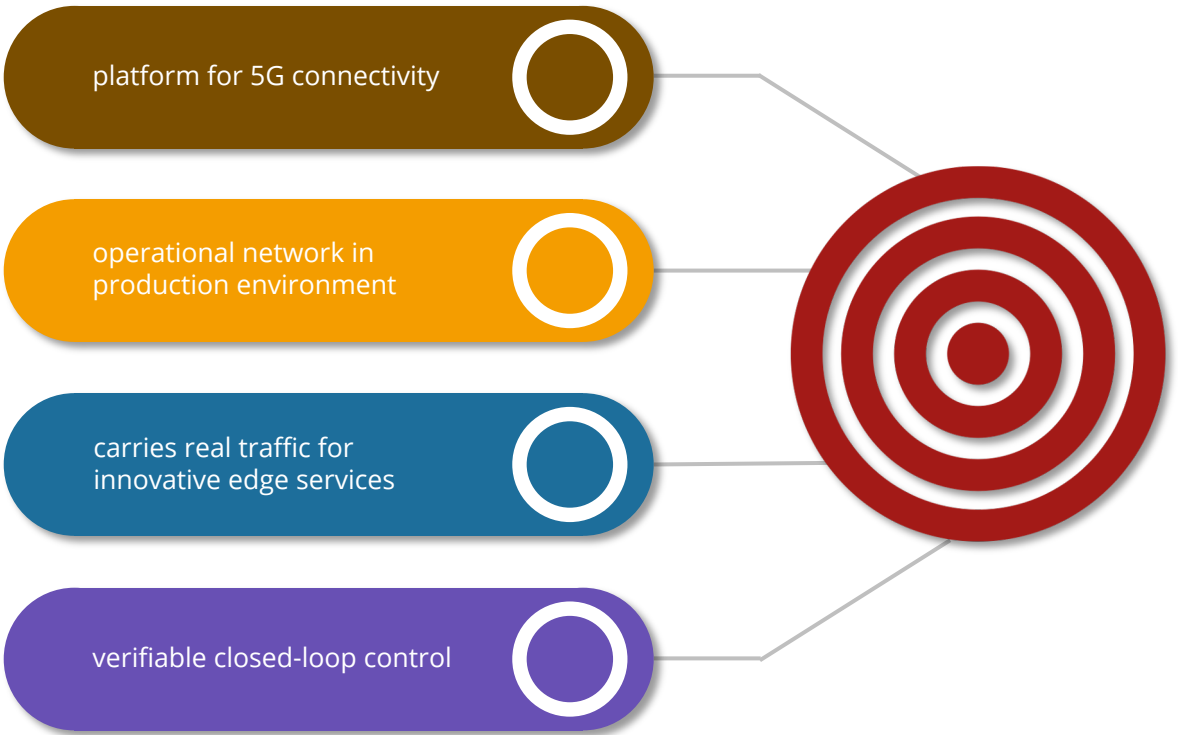 platform for 5G connectivity
operational network in
production environment
carries real traffic for
innovative edge services
verifiable closed-loop control